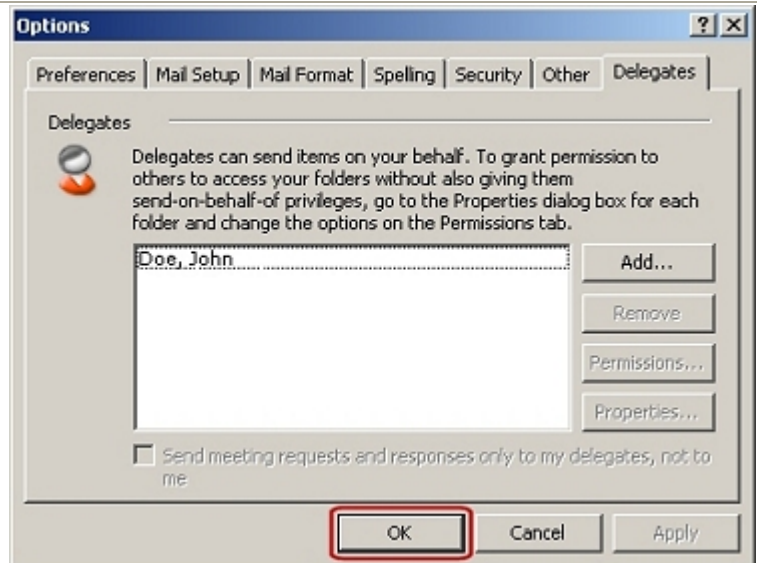 Options
Preferences Mail Setup Mail Format Spelling Security Other Delegates
Delegates
Delegates can send items on your behalf. To grant permission to
others to access your folders without also giving them
send-on-behalf-of privileges, go to the Properties dialog box for each
folder and change the options on the Permissions tab.
Doe, John
Add...
Remove
Permissions...
Properties...
Send meeting requests and responses only to my delegates, not to
me
OK Cancel Apply